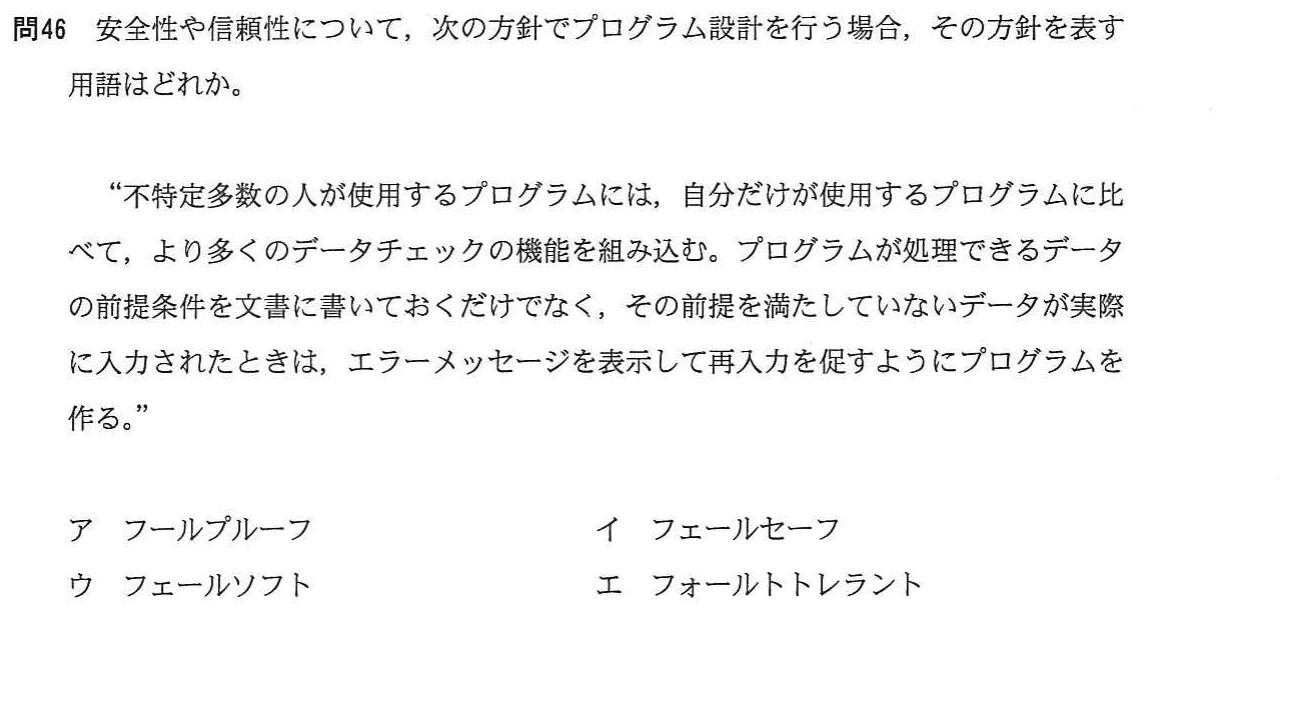 問46　安全性や信頼性について，次の方針でプログラム設計を行う場合，その方針を表す
用語はどれか。
“不特定多数の人が使用するプログラムには，自分だけが使用するプログラムに比
べて，より多くのデータチェックの機能を組み込む。プログラムが処理できるデータ
の前提条件を文書に書いておくだけでなく，その前提を満たしていないデータが実際
に入力されたときは，エラーメッセージを表示して再入力を促すようにプログラムを
作る。”
ア　フールプルーフ　イ　フェールセーフ
ウ　フェールソフト　エ　フォールトトレラント